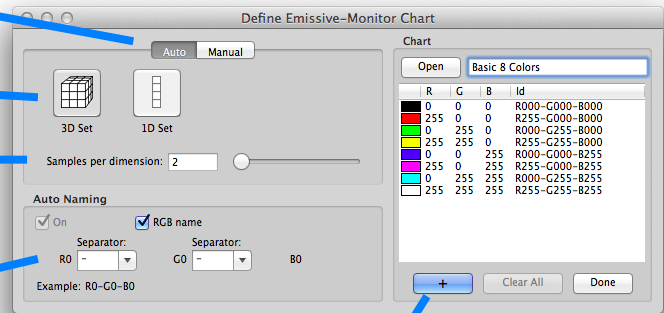 Define Emissive-Monitor Chart
Auto Manual
3D Set 1D Set
Samples per dimension: 2
Auto Naming
On RGB name
Separator: Separator:
R0 - G0 - B0
Example: R0-G0-B0
Chart
Open Basic 8 Colors
R G B Id
0 0 0 R000-G000-B000
255 0 0 R255-G000-B000
0 255 0 R000-G255-B000
255 255 0 R255-G255-B000
0 0 255 R000-G000-B255
255 0 255 R255-G000-B255
0 255 255 R000-G255-B255
255 255 255 R255-G255-B255
+ Clear All Done